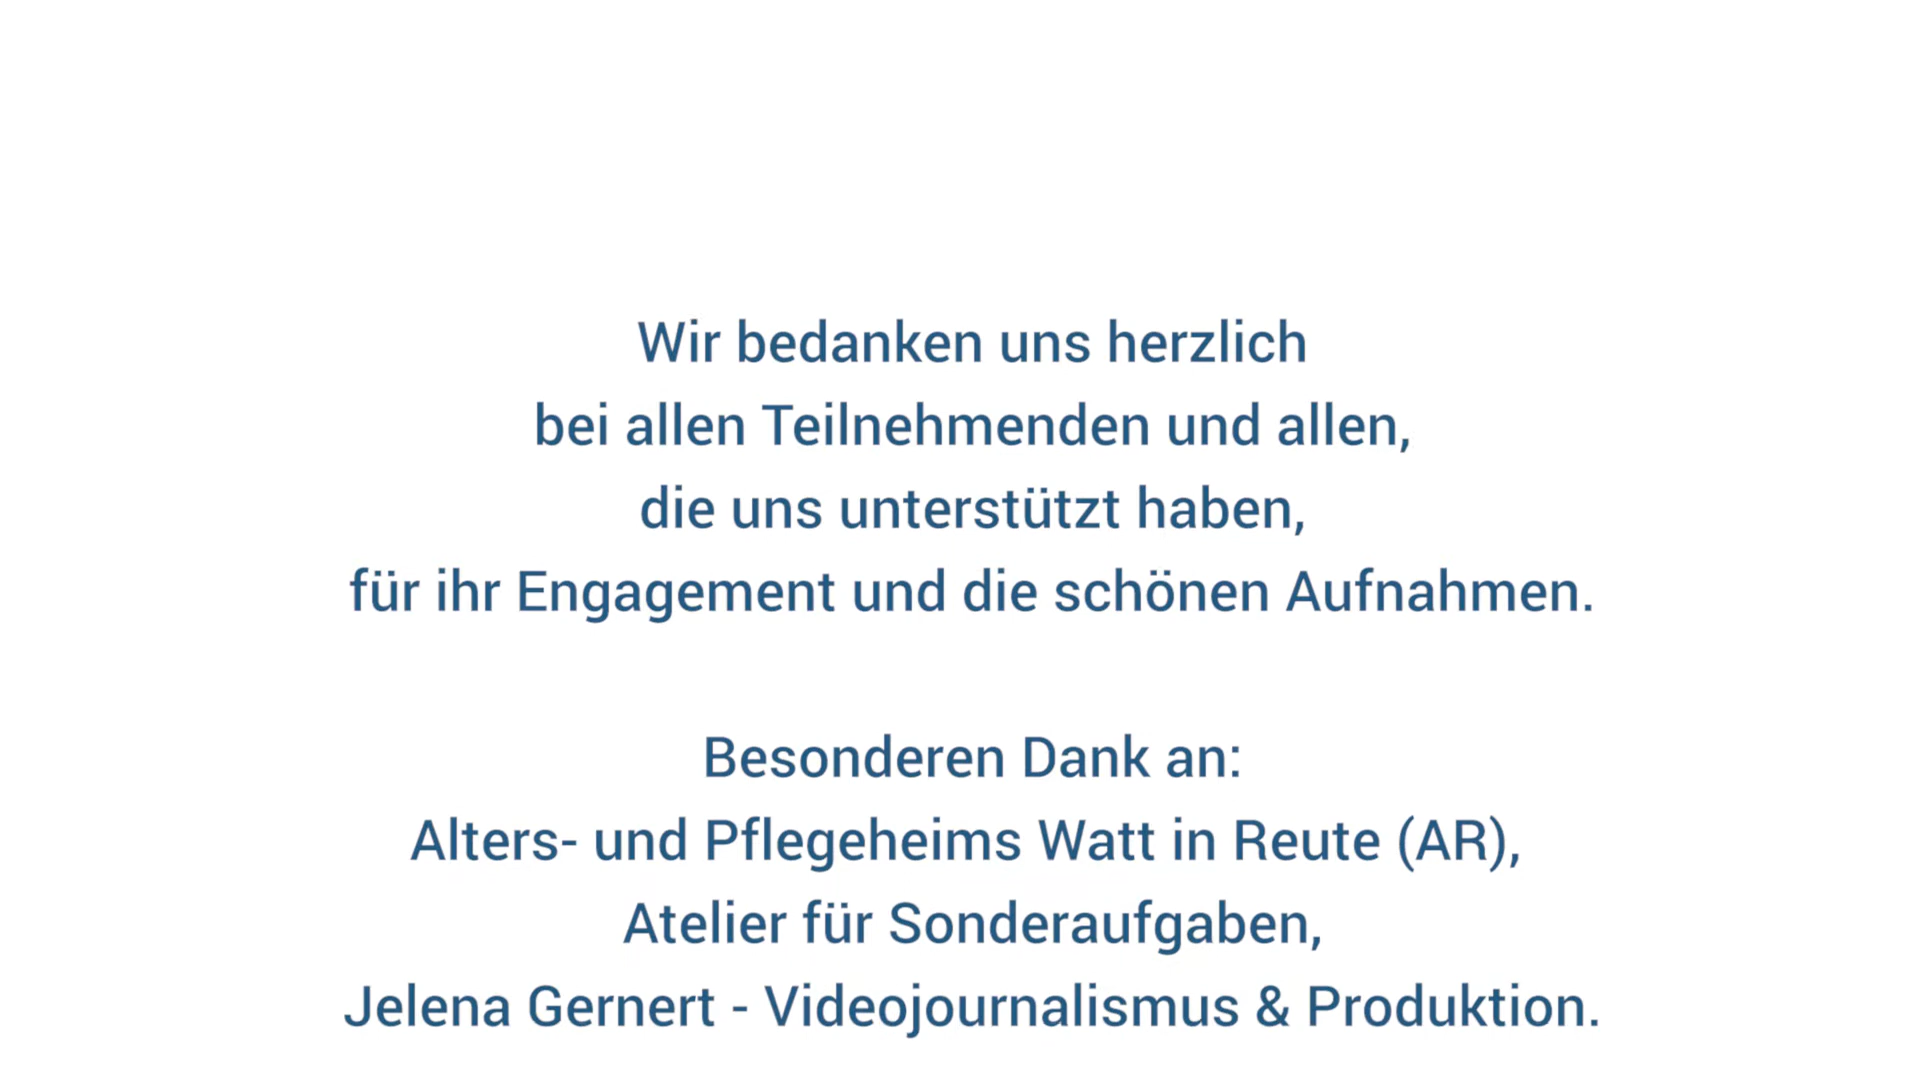 Wir bedanken uns herzlich
bei allen Teilnehmenden und allen,
die uns unterstützt haben,
für ihr Engagement und die schönen Aufnahmen.
Besonderen Dank an:
Alters- und Pflegeheims Watt in Reute (AR),
Atelier für Sonderaufgaben,
Jelena Gernert - Videojournalismus & Produktion.